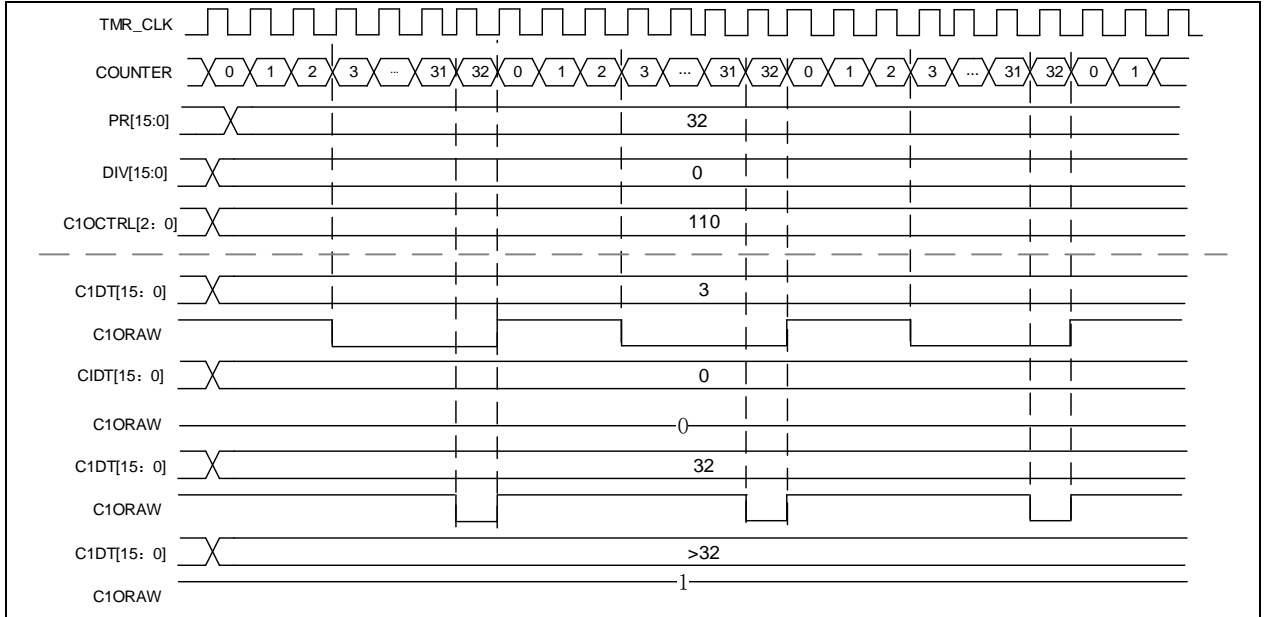 TMR_CLK
COUNTER 0 1 2 3 ... 31 32 0 1 2 3 ... 31 32 0 1 2 3 ... 31 32 0 1
PR[15:0] 32
DIV[15:0] 0
C1OCTRL[2：0] 110
C1DT[15：0] 3
C1ORAW
CIDT[15：0] 0
C1ORAW 0
C1DT[15：0] 32
C1ORAW
C1DT[15：0] >32
C1ORAW 1